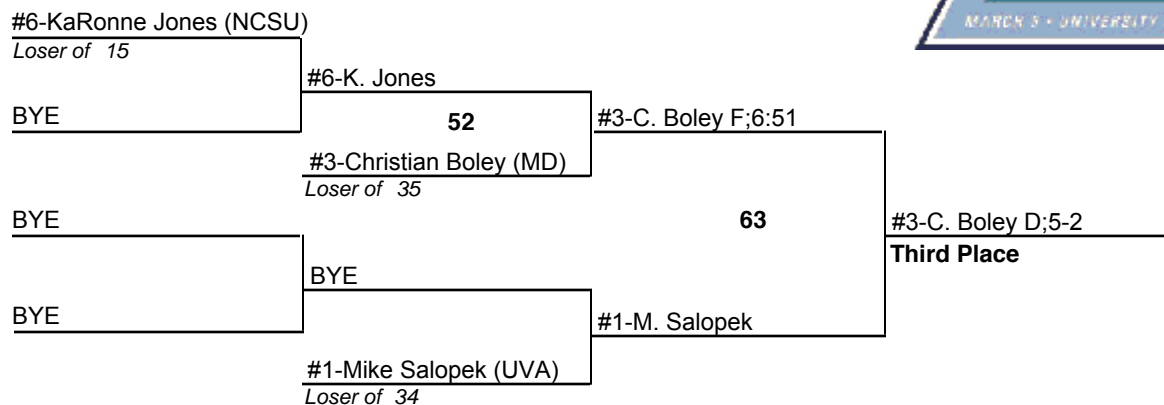 #6-KaRonne Jones (NCSU)
Loser of 15
BYE
#6-K. Jones
52
#3-Christian Boley (MD)
Loser of 35
#3-C. Boley F;6:51
BYE
BYE
BYE
#1-Mike Salopek (UVA)
Loser of 34
#1-M. Salopek
63
#3-C. Boley D;5-2
Third Place
MARCH 5 • UNIVERSITY